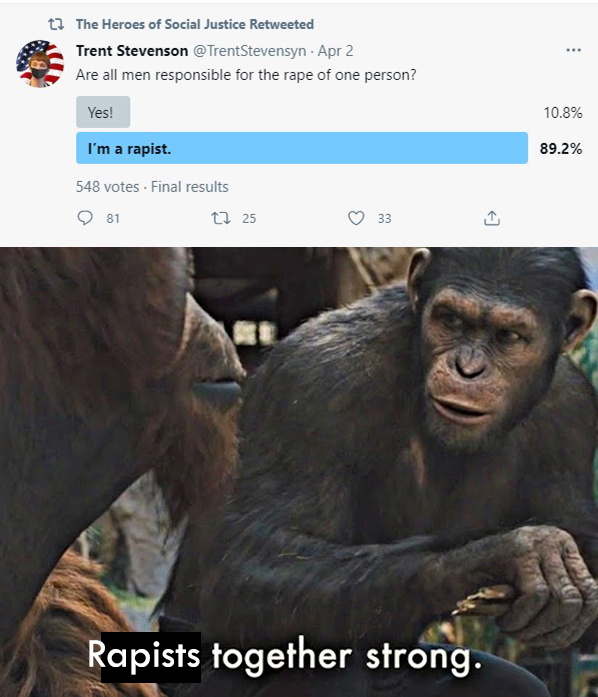 The Heroes of Social Justice Retweeted
Trent Stevenson @TrentStevensyn · Apr 2
Are all men responsible for the rape of one person?
Yes! 10.8%
I'm a rapist. 89.2%
548 votes · Final results
81 25 33
Rapists together strong.